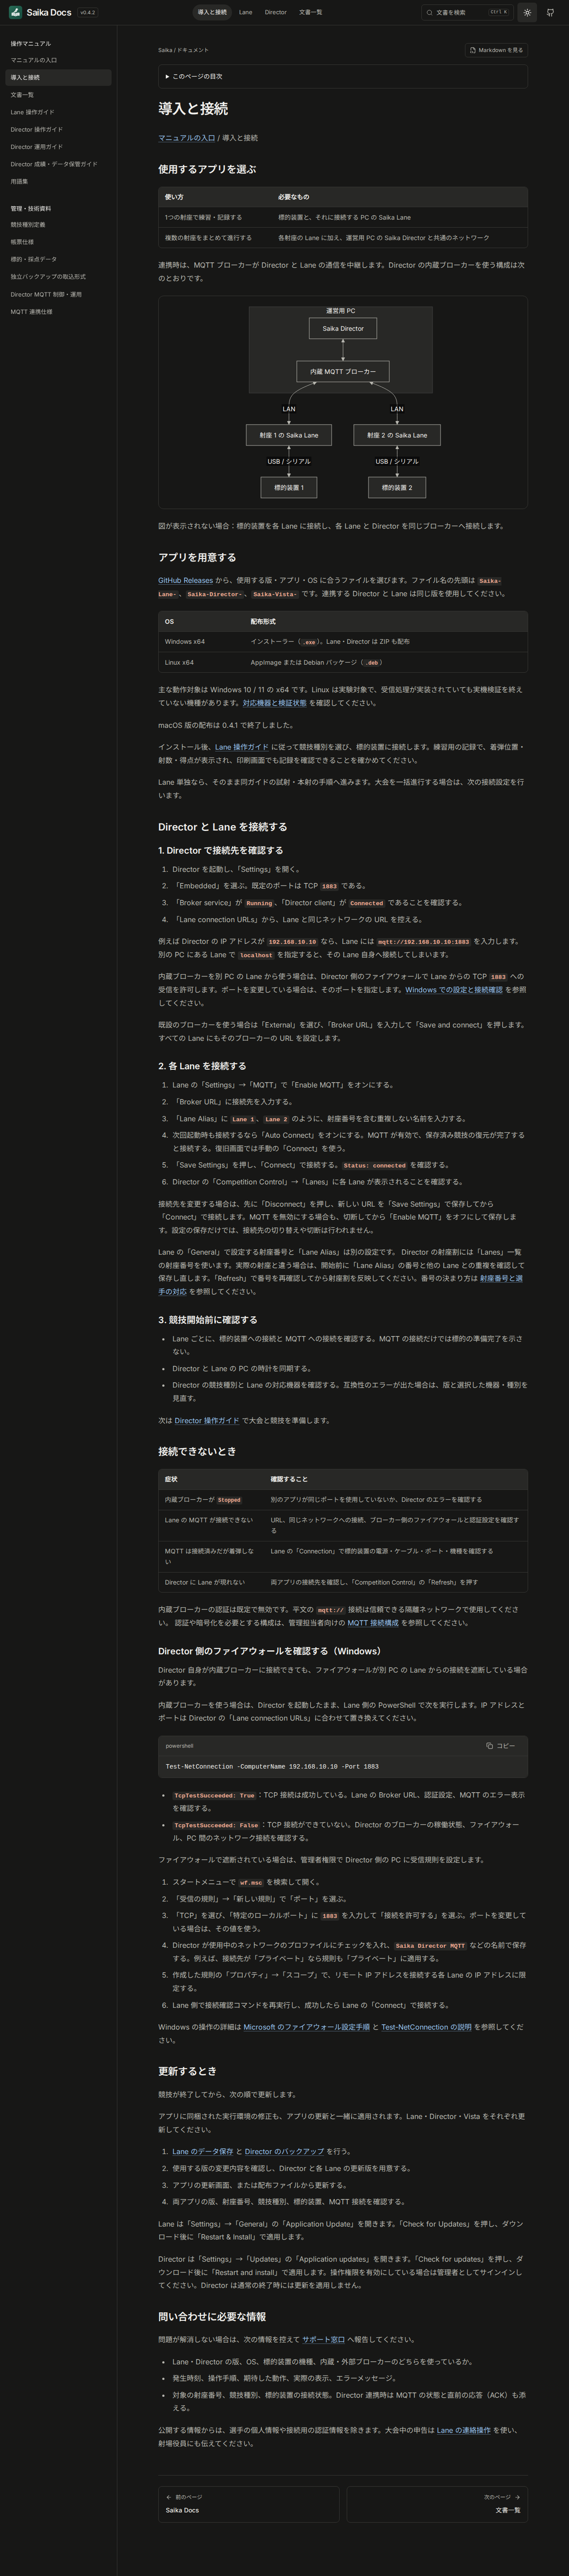 Saika Docs v0.4.2
導入と接続 Lane Director 文書一覧
文書を検索 Ctrl K
操作マニュアル
マニュアルの入口
導入と接続
文書一覧
Lane 操作ガイド
Director 操作ガイド
Director 運用ガイド
Director 成績・データ保管ガイド
用語集
管理・技術資料
競技種別定義
帳票仕様
標的・採点データ
独立バックアップの取込形式
Director MQTT 制御・運用
MQTT 連携仕様
Saika / ドキュメント
Markdown を見る
このページの目次
導入と接続
マニュアルの入口 / 導入と接続
使用するアプリを選ぶ
使い方 必要なもの
1つの射座で練習・記録する 標的装置と、それに接続する PC の Saika Lane
複数の射座をまとめて進行する 各射座の Lane に加え、運営用 PC の Saika Director と共通のネットワーク
連携時は、MQTT ブローカーが Director と Lane の通信を中継します。Director の内蔵ブローカーを使う構成は次
のとおりです。
運営用 PC
Saika Director
内蔵 MQTT ブローカー
LAN LAN
射座 1 の Saika Lane 射座 2 の Saika Lane
USB / シリアル USB / シリアル
標的装置 1 標的装置 2
図が表示されない場合：標的装置を各 Lane に接続し、各 Lane と Director を同じブローカーへ接続します。
アプリを用意する
GitHub Releases から、使用する版・アプリ・OS に合うファイルを選びます。ファイル名の先頭は Saika-
Lane-、Saika-Director-、Saika-Vista- です。連携する Director と Lane は同じ版を使用してください。
OS 配布形式
Windows x64 インストーラー（.exe）。Lane・Director は ZIP も配布
Linux x64 AppImage または Debian パッケージ（.deb）
主な動作対象は Windows 10 / 11 の x64 です。Linux は実験対象で、受信処理が実装されていても実機検証を終え
ていない機種があります。対応機器と検証状態 を確認してください。
macOS 版の配布は 0.4.1 で終了しました。
インストール後、Lane 操作ガイド に従って競技種別を選び、標的装置に接続します。練習用の記録で、着弾位置・
射数・得点が表示され、印刷画面でも記録を確認できることを確かめてください。
Lane 単独なら、そのまま同ガイドの試射・本射の手順へ進みます。大会を一括進行する場合は、次の接続設定を行
います。
Director と Lane を接続する
1. Director で接続先を確認する
1. Director を起動し、「Settings」を開く。
2. 「Embedded」を選ぶ。既定のポートは TCP 1883 である。
3. 「Broker service」が Running、「Director client」が Connected であることを確認する。
4. 「Lane connection URLs」から、Lane と同じネットワークの URL を控える。
例えば Director の IP アドレスが 192.168.10.10 なら、Lane には mqtt://192.168.10.10:1883 を入力します。
別の PC にある Lane で localhost を指定すると、その Lane 自身へ接続してしまいます。
内蔵ブローカーを別 PC の Lane から使う場合は、Director 側のファイアウォールで Lane からの TCP 1883 への
受信を許可します。ポートを変更している場合は、そのポートを指定します。Windows での設定と接続確認 を参照
してください。
既設のブローカーを使う場合は「External」を選び、「Broker URL」を入力して「Save and connect」を押します。
すべての Lane にもそのブローカーの URL を設定します。
2. 各 Lane を接続する
1. Lane の「Settings」→「MQTT」で「Enable MQTT」をオンにする。
2. 「Broker URL」に接続先を入力する。
3. 「Lane Alias」に Lane 1、Lane 2 のように、射座番号を含む重複しない名前を入力する。
4. 次回起動時も接続するなら「Auto Connect」をオンにする。MQTT が有効で、保存済み競技の復元が完了する
と接続する。復旧画面では手動の「Connect」を使う。
5. 「Save Settings」を押し、「Connect」で接続する。Status: connected を確認する。
6. Director の「Competition Control」→「Lanes」に各 Lane が表示されることを確認する。
接続先を変更する場合は、先に「Disconnect」を押し、新しい URL を「Save Settings」で保存してから
「Connect」で接続します。MQTT を無効にする場合も、切断してから「Enable MQTT」をオフにして保存しま
す。設定の保存だけでは、接続先の切り替えや切断は行われません。
Lane の「General」で設定する射座番号と「Lane Alias」は別の設定です。 Director の射座割には「Lanes」一覧
の射座番号を使います。実際の射座と違う場合は、開始前に「Lane Alias」の番号と他の Lane との重複を確認して
保存し直します。「Refresh」で番号を再確認してから射座割を反映してください。番号の決まり方は 射座番号と選
手の対応 を参照してください。
3. 競技開始前に確認する
Lane ごとに、標的装置への接続と MQTT への接続を確認する。MQTT の接続だけでは標的の準備完了を示さ
ない。
Director と Lane の PC の時計を同期する。
Director の競技種別と Lane の対応機器を確認する。互換性のエラーが出た場合は、版と選択した機器・種別を
見直す。
次は Director 操作ガイド で大会と競技を準備します。
接続できないとき
症状 確認すること
内蔵ブローカーが Stopped 別のアプリが同じポートを使用していないか、Director のエラーを確認する
Lane の MQTT が接続できない URL、同じネットワークへの接続、ブローカー側のファイアウォールと認証設定を確認す
る
MQTT は接続済みだが着弾しな
い Lane の「Connection」で標的装置の電源・ケーブル・ポート・機種を確認する
Director に Lane が現れない 両アプリの接続先を確認し、「Competition Control」の「Refresh」を押す
内蔵ブローカーの認証は既定で無効です。平文の mqtt:// 接続は信頼できる隔離ネットワークで使用してくださ
い。 認証や暗号化を必要とする構成は、管理担当者向けの MQTT 接続構成 を参照してください。
Director 側のファイアウォールを確認する（Windows）
Director 自身が内蔵ブローカーに接続できても、ファイアウォールが別 PC の Lane からの接続を遮断している場合
があります。
内蔵ブローカーを使う場合は、Director を起動したまま、Lane 側の PowerShell で次を実行します。IP アドレスと
ポートは Director の「Lane connection URLs」に合わせて置き換えてください。
powershell コピー
Test-NetConnection -ComputerName 192.168.10.10 -Port 1883
TcpTestSucceeded: True：TCP 接続は成功している。Lane の Broker URL、認証設定、MQTT のエラー表示
を確認する。
TcpTestSucceeded: False：TCP 接続ができていない。Director のブローカーの稼働状態、ファイアウォー
ル、PC 間のネットワーク接続を確認する。
ファイアウォールで遮断されている場合は、管理者権限で Director 側の PC に受信規則を設定します。
1. スタートメニューで wf.msc を検索して開く。
2. 「受信の規則」→「新しい規則」で「ポート」を選ぶ。
3. 「TCP」を選び、「特定のローカルポート」に 1883 を入力して「接続を許可する」を選ぶ。ポートを変更して
いる場合は、その値を使う。
4. Director が使用中のネットワークのプロファイルにチェックを入れ、Saika Director MQTT などの名前で保存
する。例えば、接続先が「プライベート」なら規則も「プライベート」に適用する。
5. 作成した規則の「プロパティ」→「スコープ」で、リモート IP アドレスを接続する各 Lane の IP アドレスに限
定する。
6. Lane 側で接続確認コマンドを再実行し、成功したら Lane の「Connect」で接続する。
Windows の操作の詳細は Microsoft のファイアウォール設定手順 と Test-NetConnection の説明 を参照してくだ
さい。
更新するとき
競技が終了してから、次の順で更新します。
アプリに同梱された実行環境の修正も、アプリの更新と一緒に適用されます。Lane・Director・Vista をそれぞれ更
新してください。
1. Lane のデータ保存 と Director のバックアップ を行う。
2. 使用する版の変更内容を確認し、Director と各 Lane の更新版を用意する。
3. アプリの更新画面、または配布ファイルから更新する。
4. 両アプリの版、射座番号、競技種別、標的装置、MQTT 接続を確認する。
Lane は「Settings」→「General」の「Application Update」を開きます。「Check for Updates」を押し、ダウン
ロード後に「Restart & Install」で適用します。
Director は「Settings」→「Updates」の「Application updates」を開きます。「Check for updates」を押し、ダ
ウンロード後に「Restart and install」で適用します。操作権限を有効にしている場合は管理者としてサインインし
てください。Director は通常の終了時には更新を適用しません。
問い合わせに必要な情報
問題が解消しない場合は、次の情報を控えて サポート窓口 へ報告してください。
Lane・Director の版、OS、標的装置の機種、内蔵・外部ブローカーのどちらを使っているか。
発生時刻、操作手順、期待した動作、実際の表示、エラーメッセージ。
対象の射座番号、競技種別、標的装置の接続状態。Director 連携時は MQTT の状態と直前の応答（ACK）も添
える。
公開する情報からは、選手の個人情報や接続用の認証情報を除きます。大会中の申告は Lane の連絡操作 を使い、
射場役員にも伝えてください。
前のページ
Saika Docs
次のページ
文書一覧